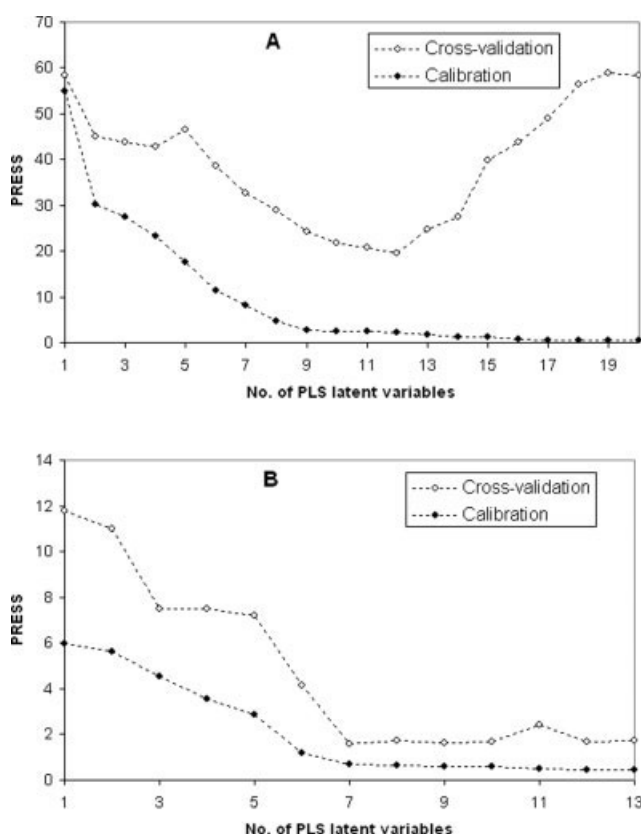 A
Cross-validation
Calibration
PRESS
70
60
50
40
30
20
10
0
1 3 5 7 9 11 13 15 17 19
No. of PLS latent variables
B
Cross-validation
Calibration
PRESS
14
12
10
8
6
4
2
0
1 3 5 7 9 11 13
No. of PLS latent variables